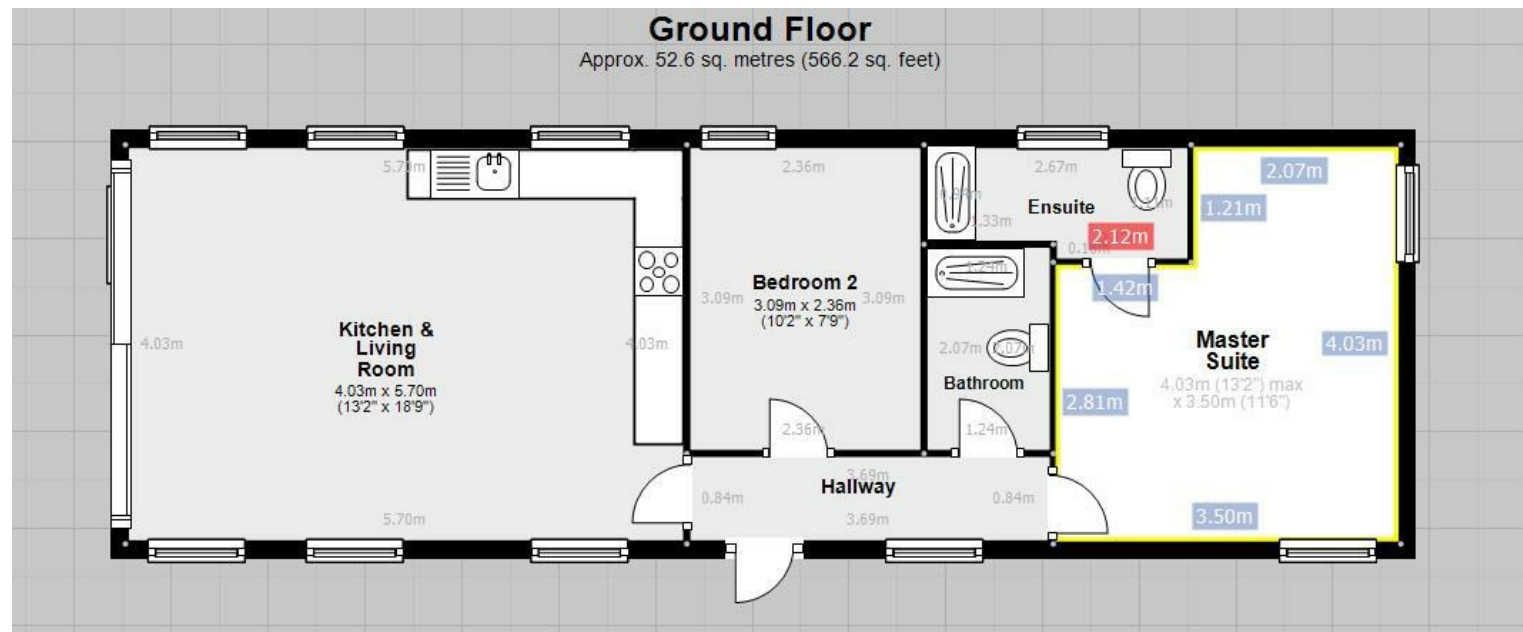 Ground Floor
Approx. 52.6 sq. metres (566.2 sq. feet)
5.70m
2.36m
2.67m
2.07m
1.33m
Ensuite
1.21m
2.12m
1.24m
1.42m
Bedroom 2
3.09m x 2.36m
(10'2" x 7'9")
3.09m
3.09m
Kitchen &
Living
Room
4.03m x 5.70m
(13'2" x 18'9")
4.03m
4.03m
2.07m
2.07m
Bathroom
Master
Suite
4.03m (13'2") max
x 3.50m (11'6")
4.03m
2.81m
2.36m
1.24m
3.69m
Hallway
0.84m
0.84m
5.70m
3.69m
3.50m